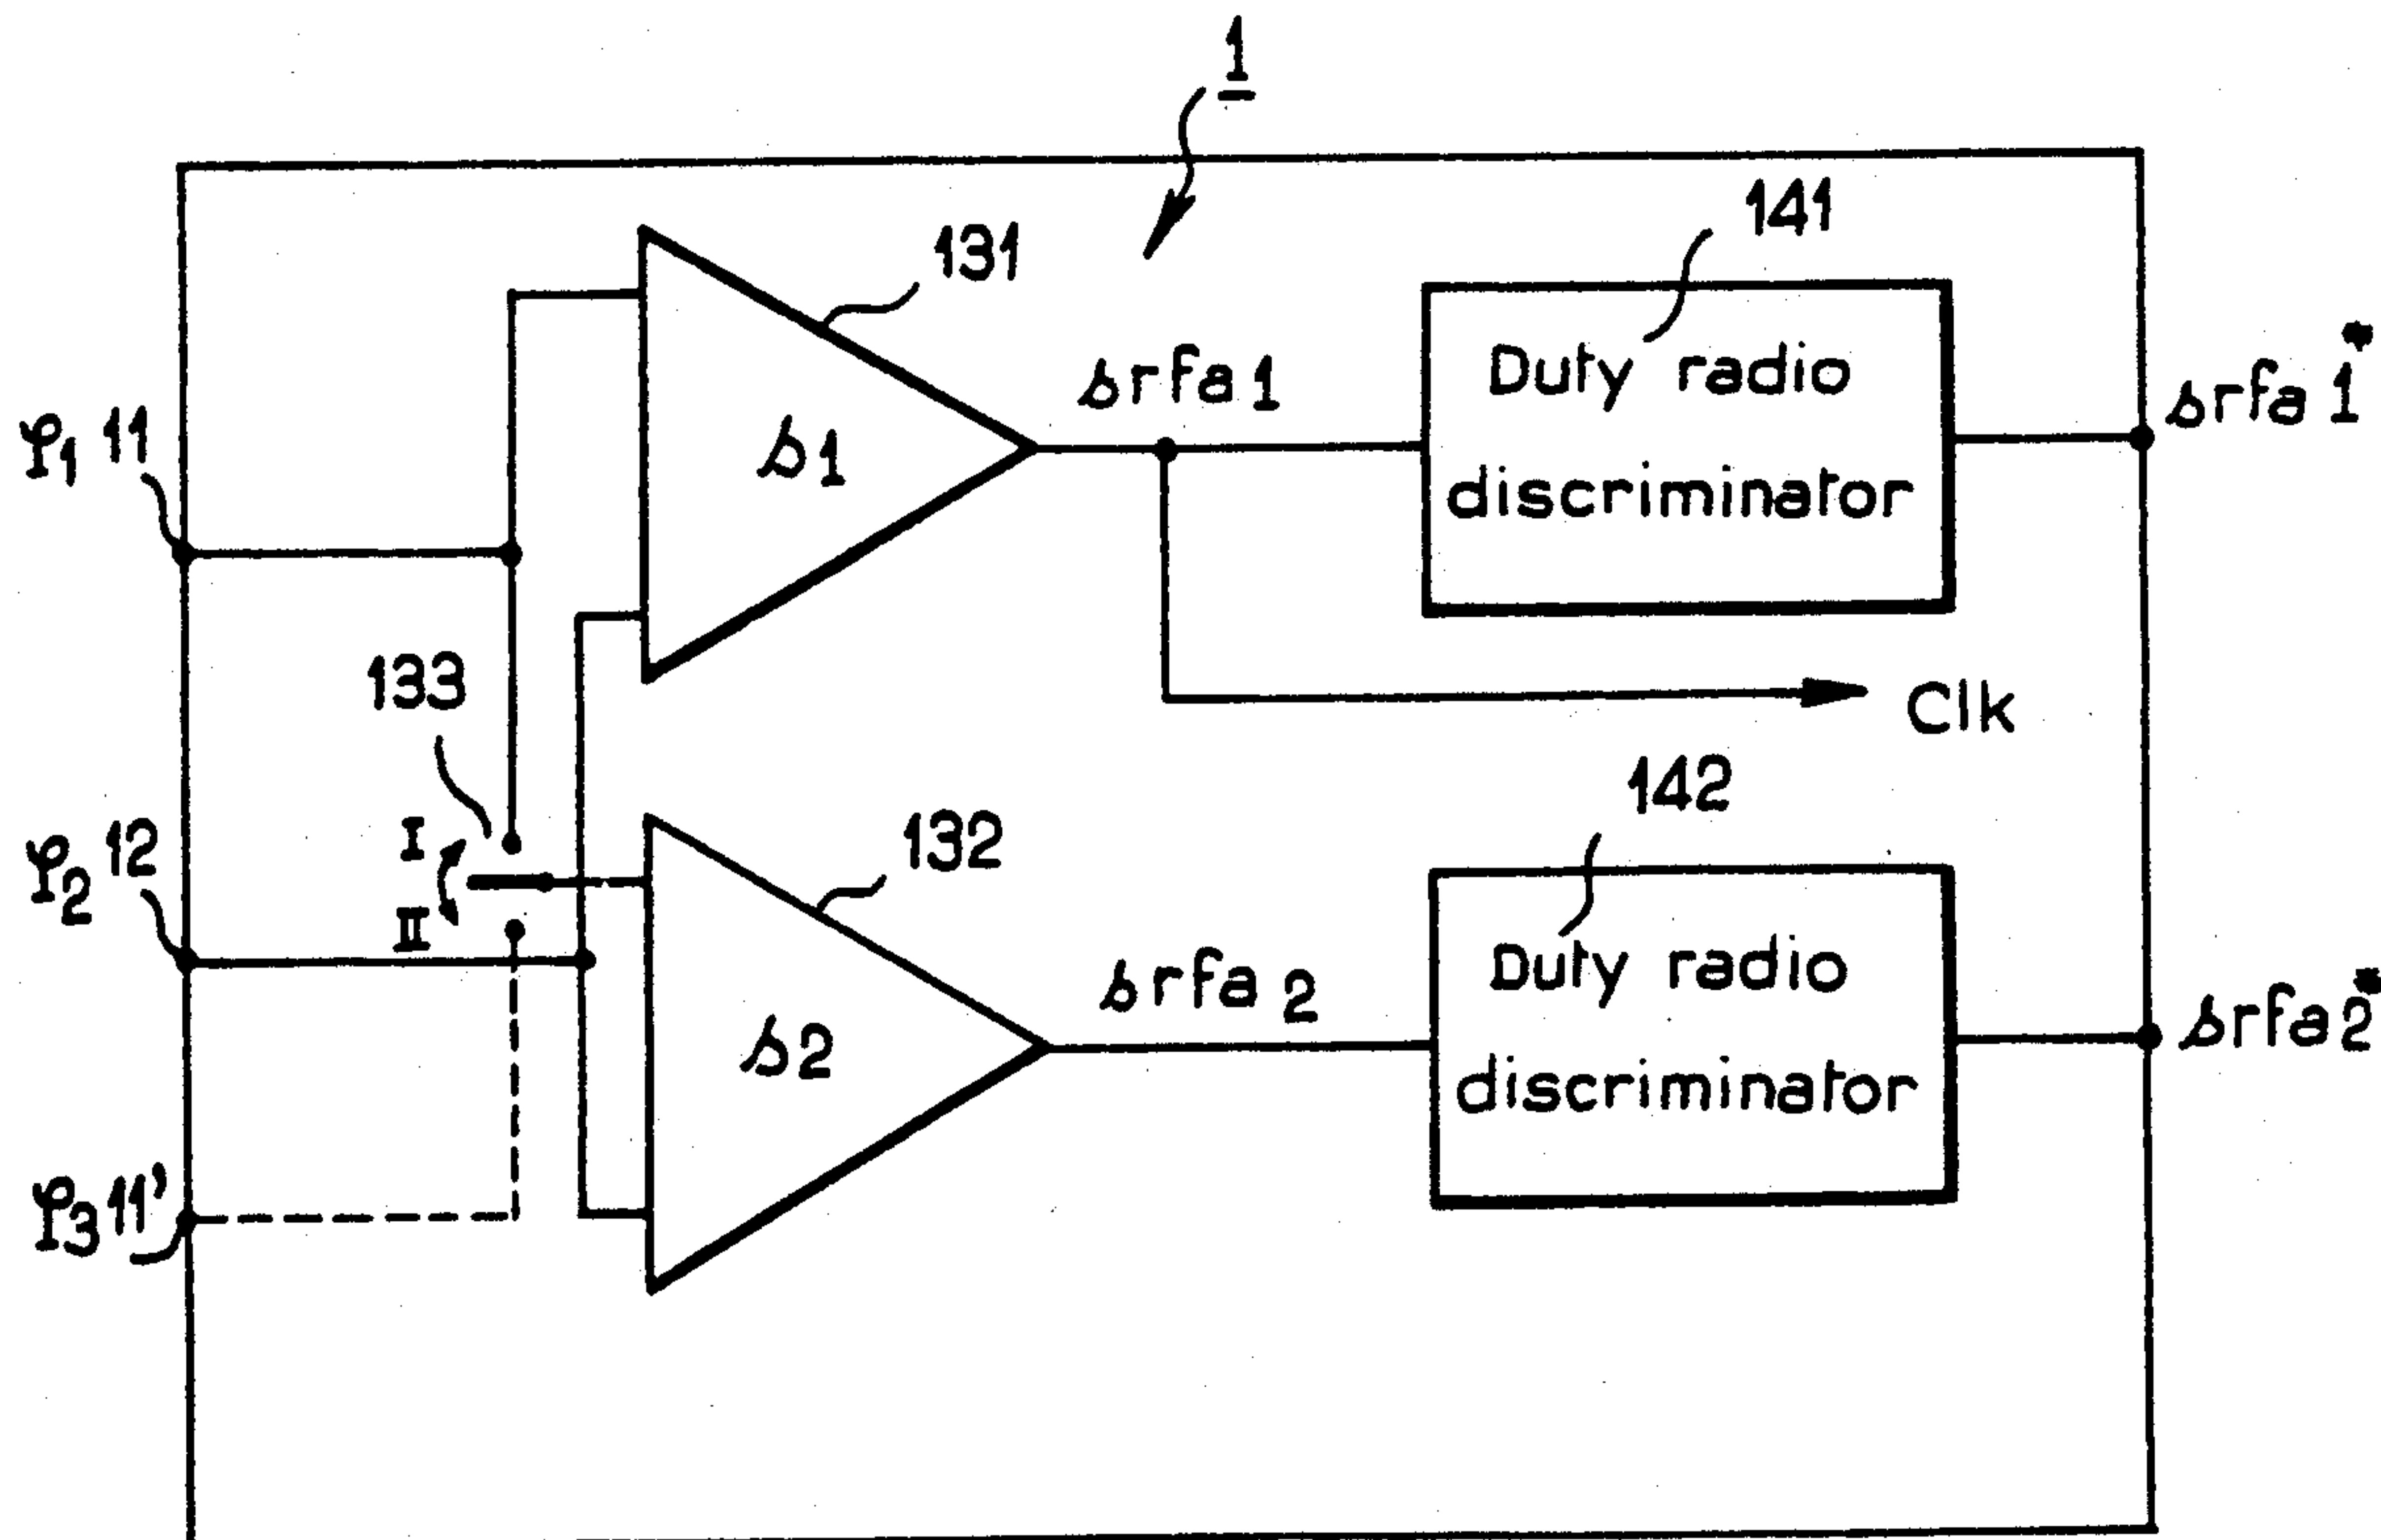 1
141
131
Duty radio
discriminator
srfa 1
srfa 1*
φ1 11
s1
133
Clk
142
132
I
II
φ2 12
Duty radio
discriminator
srfa 2
srfa 2*
s2
φ3 11'